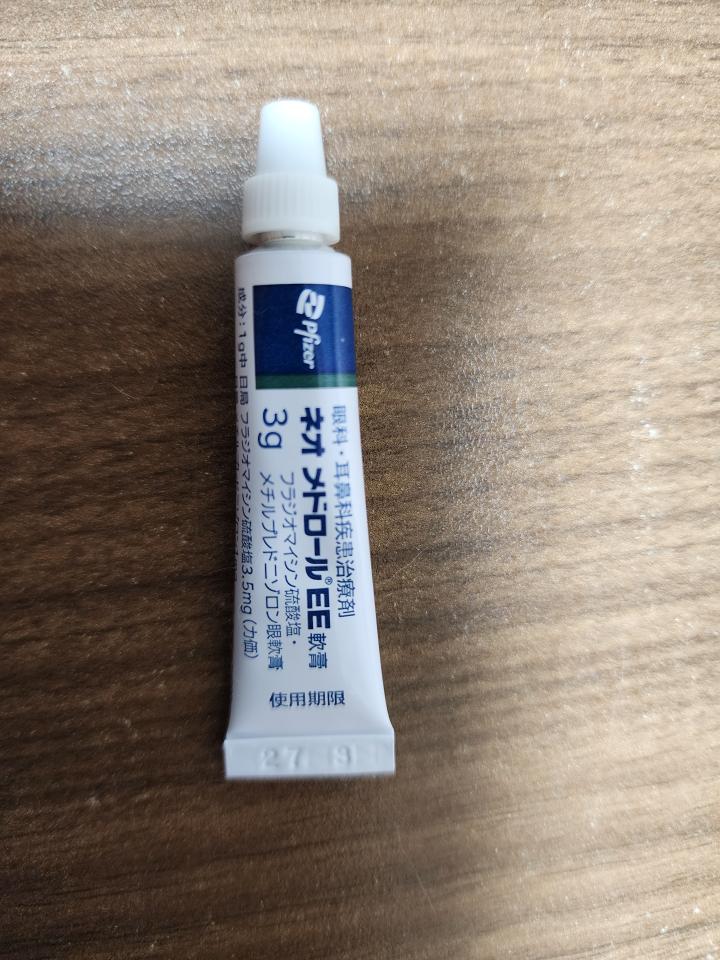 Pfizer
眼科・耳鼻科疾患治療剤
ネオ メドロール®EE軟膏
3g
フラジオマイシン硫酸塩・
メチルプレドニゾロン眼軟膏
成分:1g中 日局 フラジオマイシン硫酸塩3.5mg(力価)
使用期限
27 9